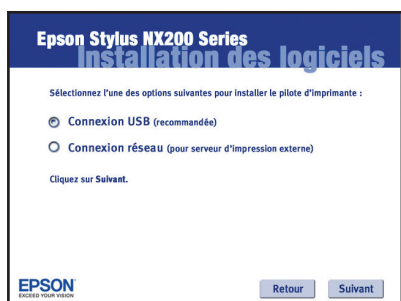 Epson Stylus NX200 Series
Installation des logiciels
Sélectionnez l'une des options suivantes pour installer le pilote d'imprimante :
Connexion USB (recommandée)
Connexion réseau (pour serveur d'impression externe)
Cliquez sur Suivant.
EPSON
EXCEED YOUR VISION
Retour Suivant